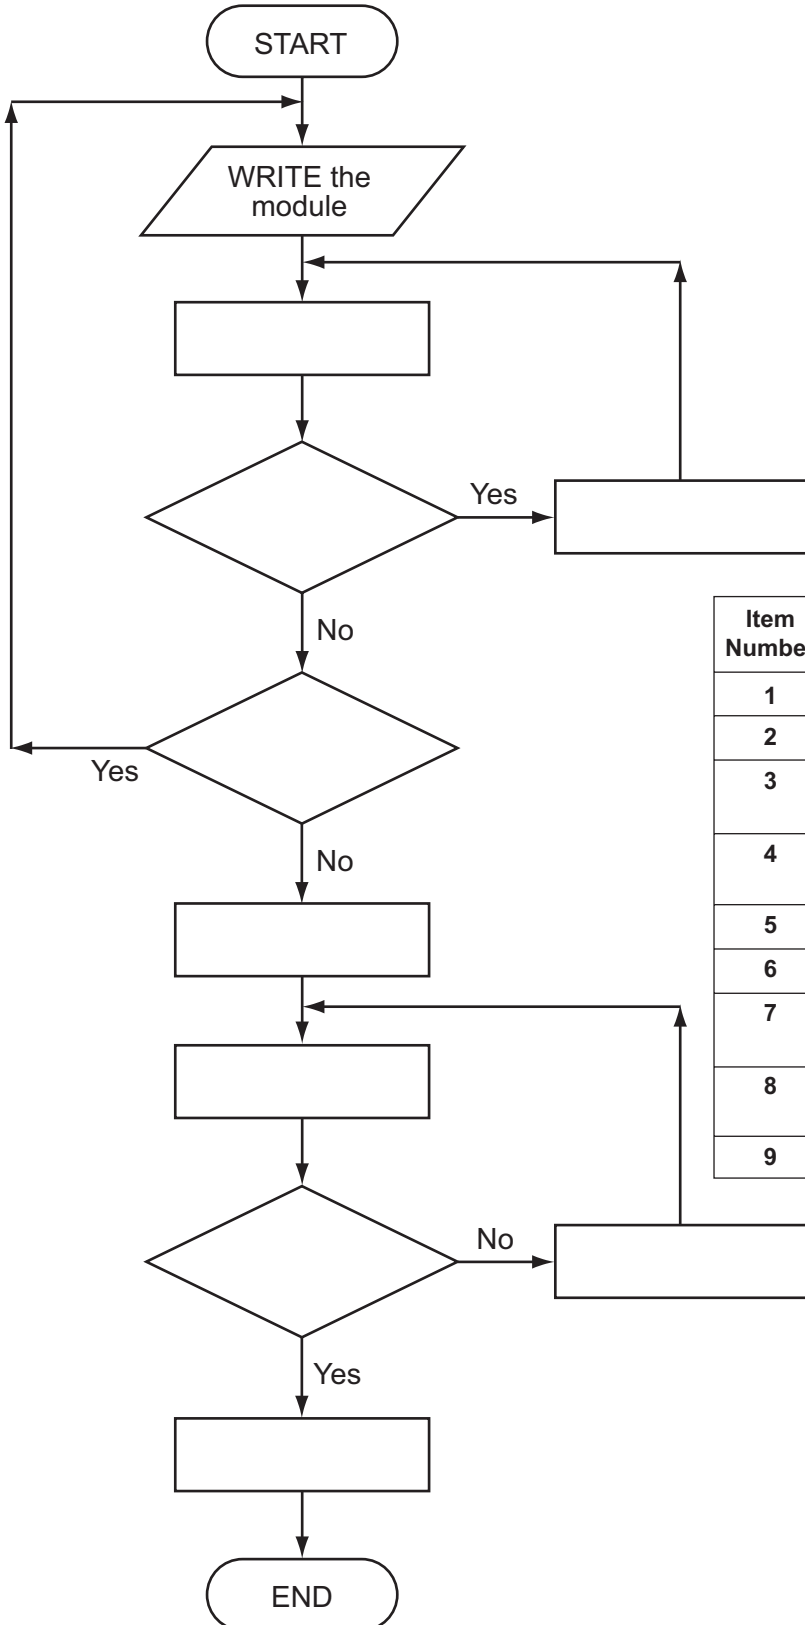 START
WRITE the
module
Yes
No
Yes
No
Item
Numbe
1
2
3
4
5
6
7
8
9
No
Yes
END